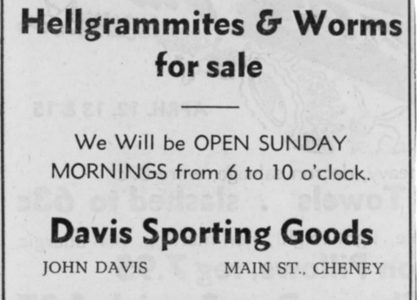 Hellgrammites & Worms
for sale
We Will be OPEN SUNDAY
MORNINGS from 6 to 10 o'clock.
Davis Sporting Goods
JOHN DAVIS MAIN ST., CHENEY